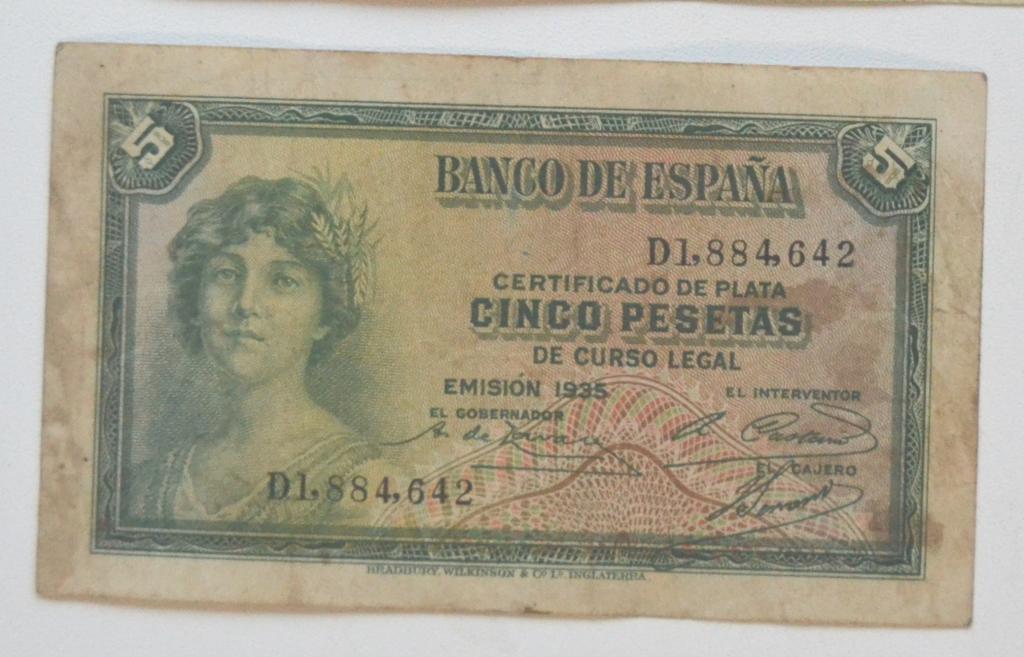 5 5
BANCO DE ESPAÑA
D1,884,642
CERTIFICADO DE PLATA
CINCO PESETAS
DE CURSO LEGAL
EMISIÓN 1935
EL INTERVENTOR
EL GOBERNADOR
EL CAJERO
D1,884,642
BRADBURY, WILKINSON & Cº Lᴰ. INGLATERRA